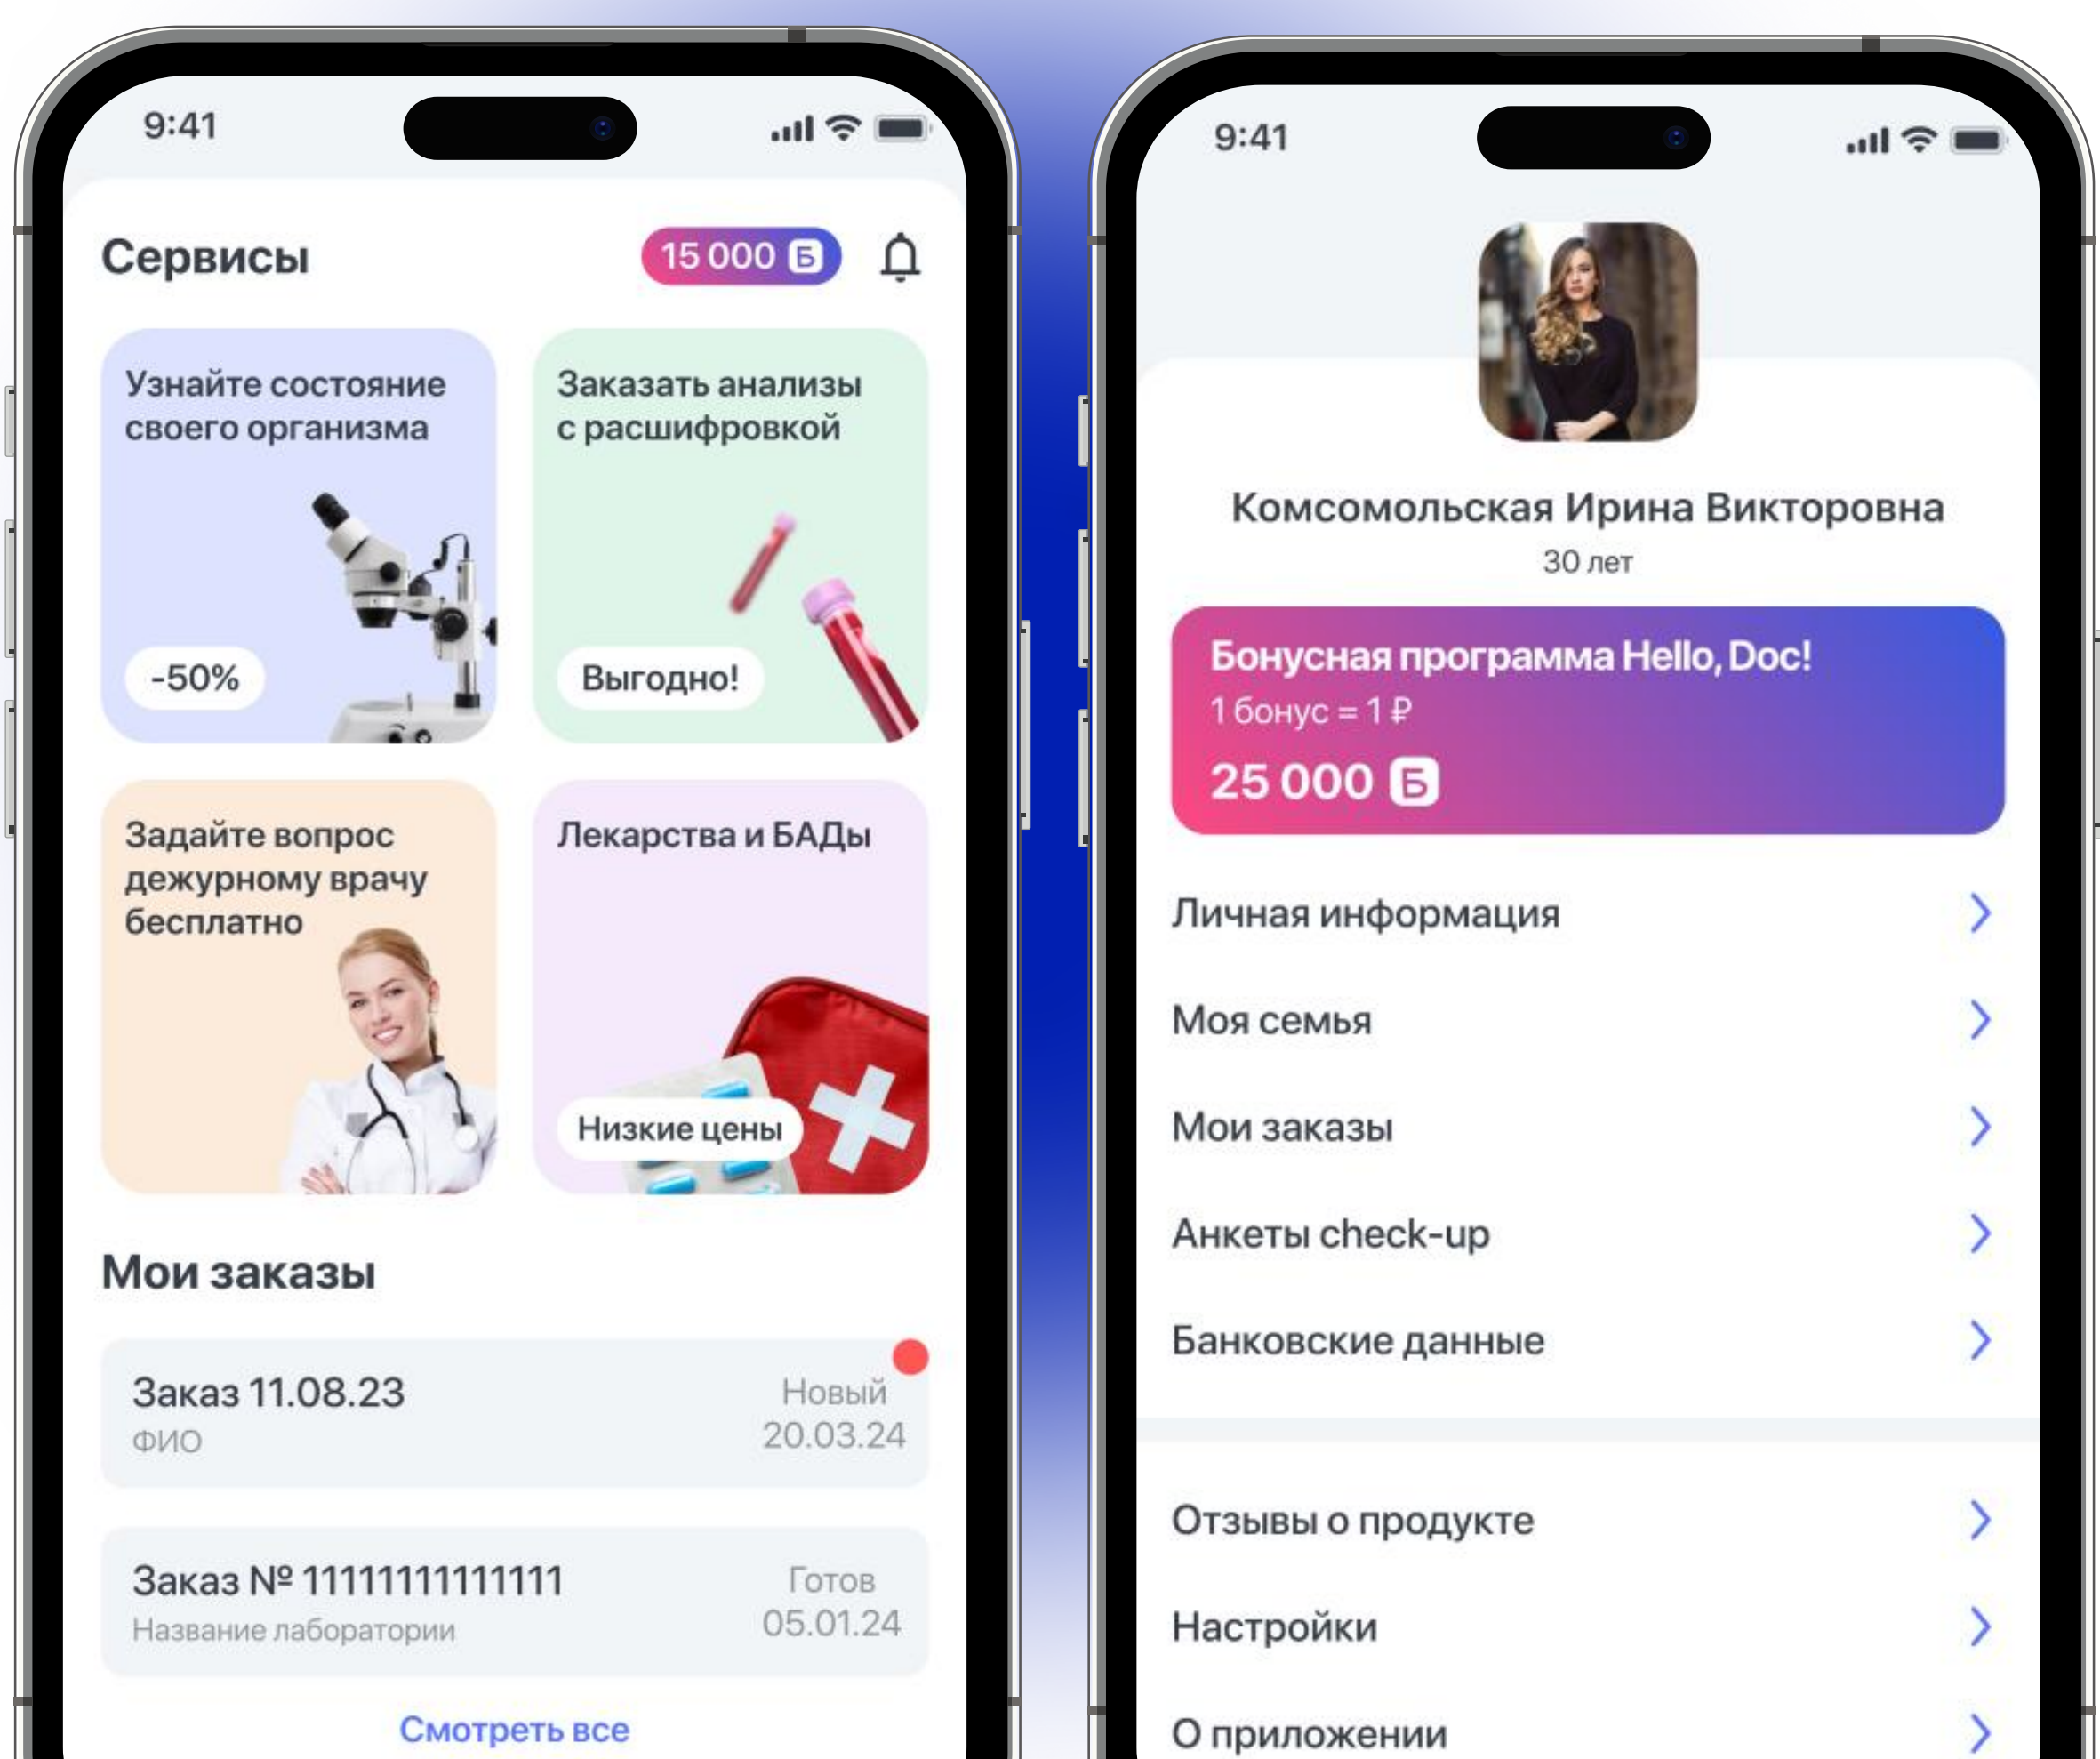 9:41
Сервисы
15 000 Б
Узнайте состояние
своего организма
-50%
Заказать анализы
с расшифровкой
Выгодно!
Задайте вопрос
дежурному врачу
бесплатно
Лекарства и БАДы
Низкие цены
Мои заказы
Заказ 11.08.23
ФИО
Новый
20.03.24
Заказ № 11111111111111
Название лаборатории
Готов
05.01.24
Смотреть все
9:41
Комсомольская Ирина Викторовна
30 лет
Бонусная программа Hello, Doc!
1 бонус = 1 ₽
25 000 Б
Личная информация
Моя семья
Мои заказы
Анкеты check-up
Банковские данные
Отзывы о продукте
Настройки
О приложении